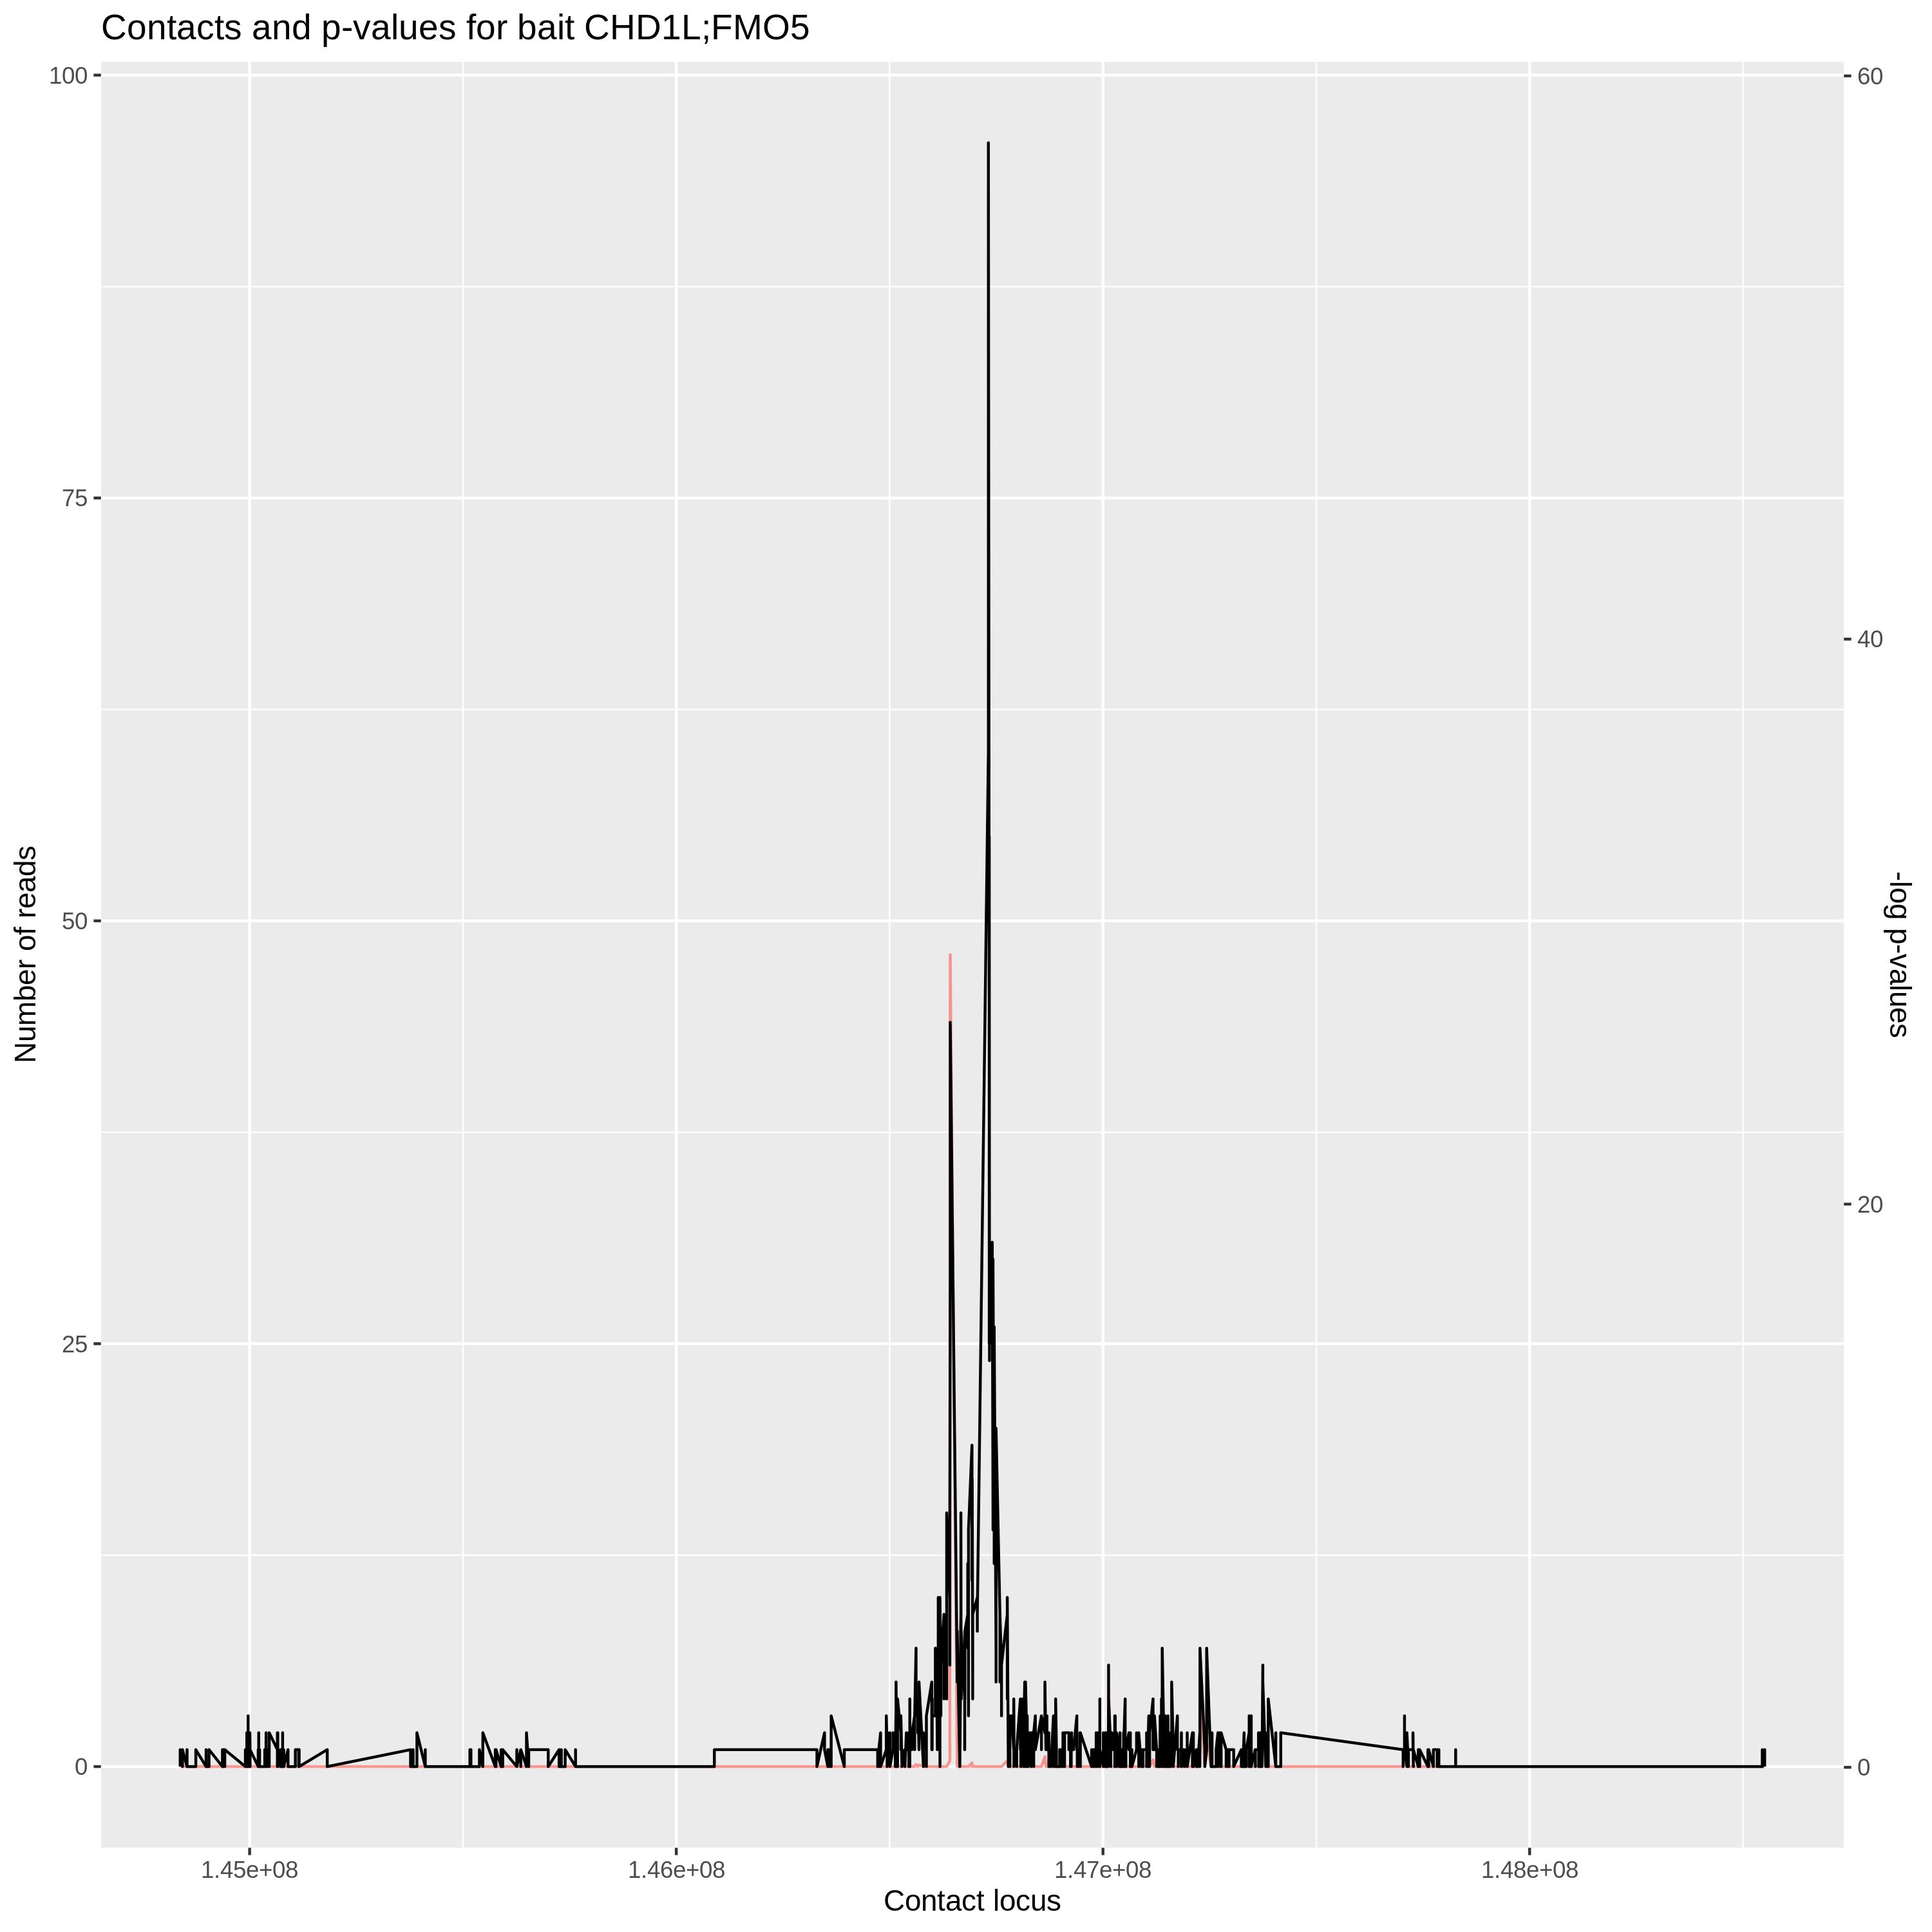 Contacts and p-values for bait CHD1L;FMO5
100
75
50
25
0
60
40
20
0
Number of reads
-log p-values
1.45e+08
1.46e+08
1.47e+08
1.48e+08
Contact locus